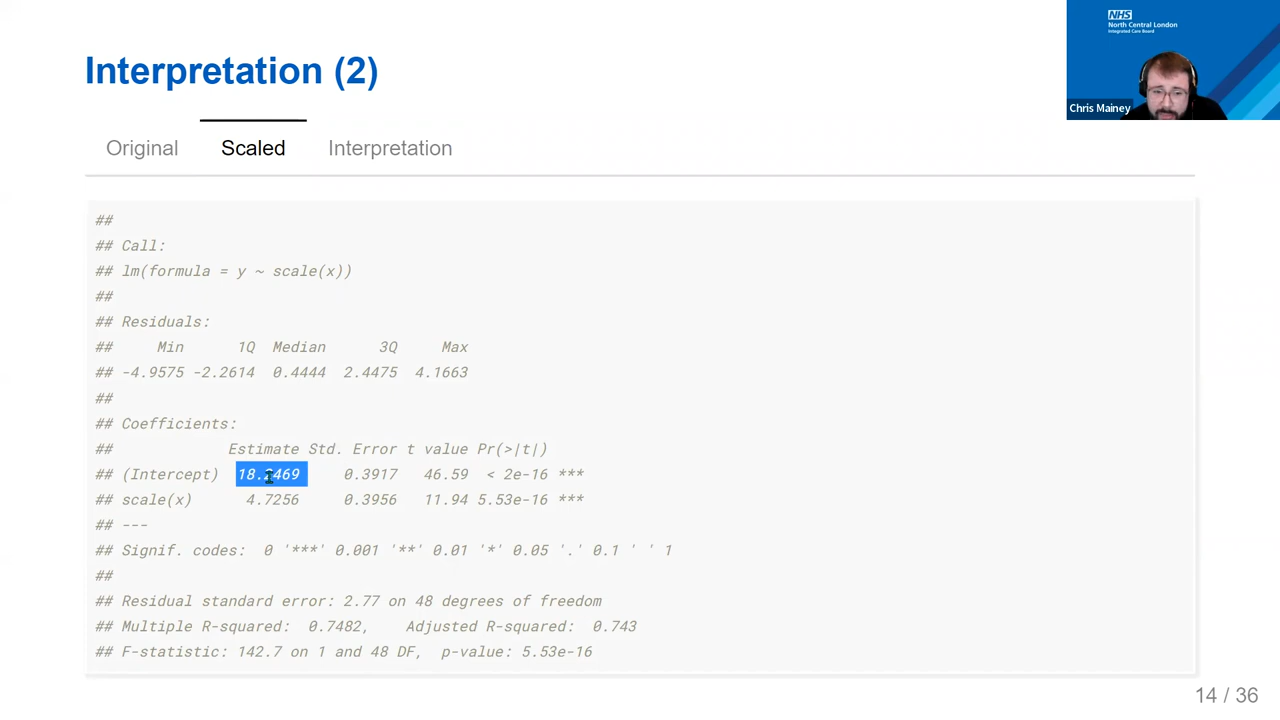 Interpretation (2)
NHS
North Central London
Integrated Care Board
Chris Mainey
Original Scaled Interpretation
##
## Call:
## lm(formula = y ~ scale(x))
##
## Residuals:
## Min 1Q Median 3Q Max
## -4.9575 -2.2614 0.4444 2.4475 4.1663
##
## Coefficients:
## Estimate Std. Error t value Pr(>|t|)
## (Intercept) 18.2469 0.3917 46.59 < 2e-16 ***
## scale(x) 4.7256 0.3956 11.94 5.53e-16 ***
## ---
## Signif. codes: 0 '***' 0.001 '**' 0.01 '*' 0.05 '.' 0.1 ' ' 1
##
## Residual standard error: 2.77 on 48 degrees of freedom
## Multiple R-squared: 0.7482, Adjusted R-squared: 0.743
## F-statistic: 142.7 on 1 and 48 DF, p-value: 5.53e-16
14 / 36